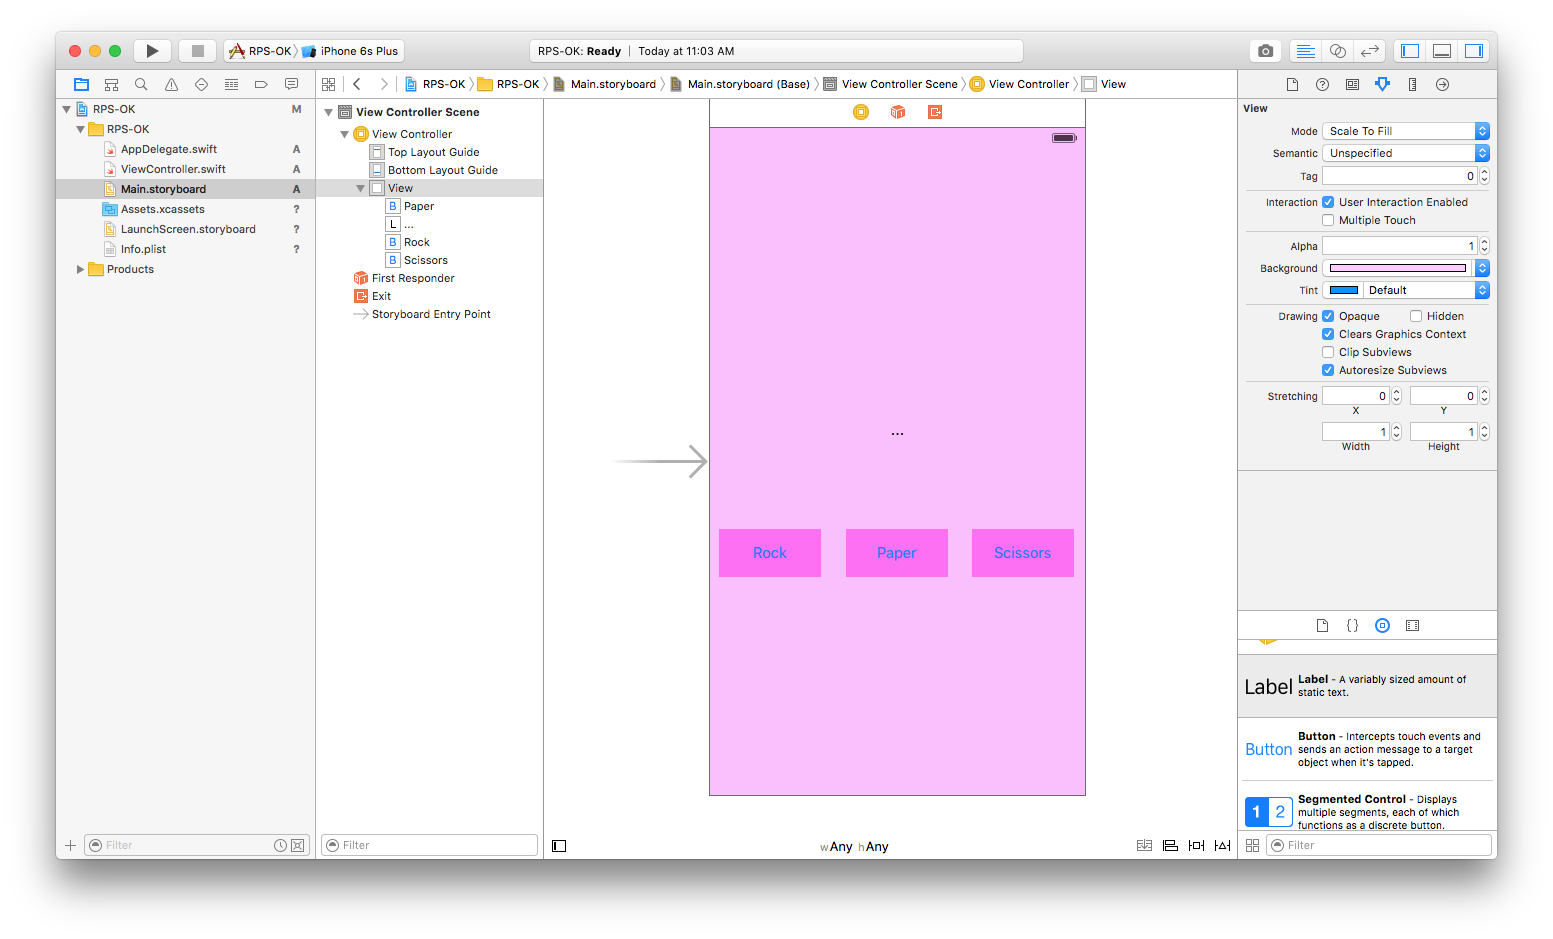 RPS-OK
iPhone 6s Plus
RPS-OK: Ready
Today at 11:03 AM
RPS-OK
RPS-OK
Main.storyboard
Main.storyboard (Base)
View Controller Scene
View Controller
View
RPS-OK M
RPS-OK
AppDelegate.swift A
ViewController.swift A
Main.storyboard A
Assets.xcassets ?
LaunchScreen.storyboard ?
Info.plist ?
Products
Filter
View Controller Scene
View Controller
Top Layout Guide
Bottom Layout Guide
View
B Paper
L ...
B Rock
B Scissors
First Responder
Exit
Storyboard Entry Point
Filter
...
Rock
Paper
Scissors
wAny hAny
View
Mode Scale To Fill
Semantic Unspecified
Tag 0
Interaction User Interaction Enabled
Multiple Touch
Alpha 1
Background
Tint Default
Drawing Opaque Hidden
Clears Graphics Context
Clip Subviews
Autoresize Subviews
Stretching 0 0
X Y
1 1
Width Height
Label
Label - A variably sized amount of
static text.
Button
Button - Intercepts touch events and
sends an action message to a target
object when it's tapped.
1 2
Segmented Control - Displays
multiple segments, each of which
functions as a discrete button.
Filter